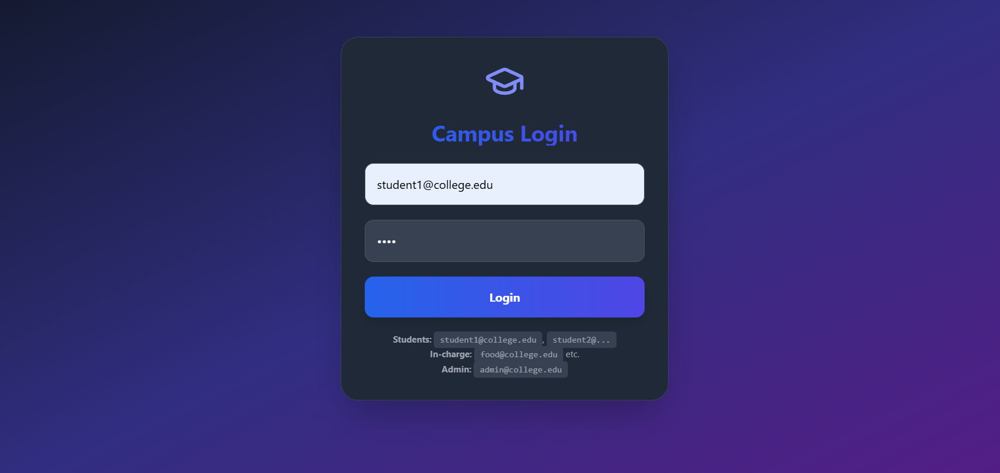 Campus Login
student1@college.edu
••••
Login
Students: student1@college.edu, student2@...
In-charge: food@college.edu etc.
Admin: admin@college.edu